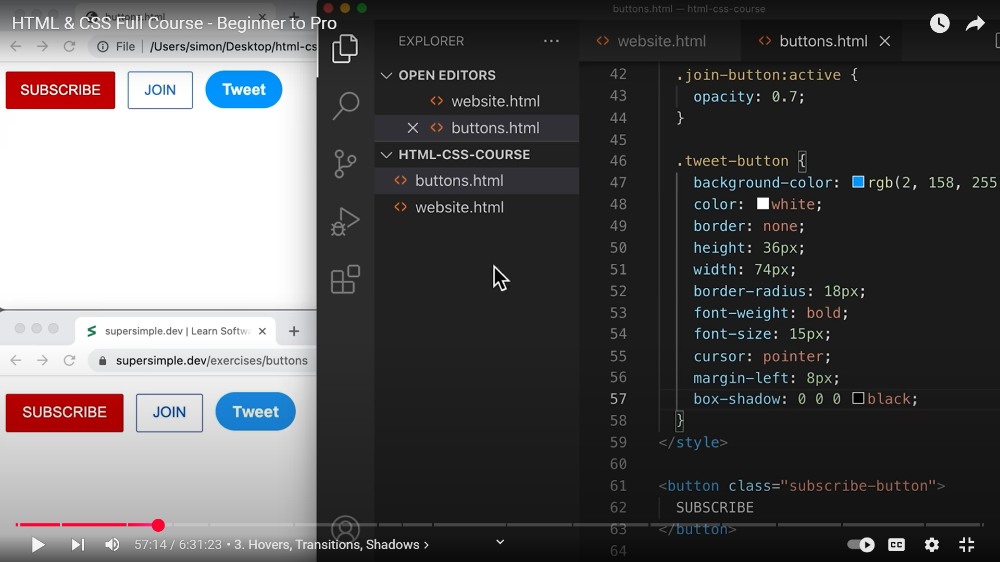 HTML & CSS Full Course - Beginner to Pro
buttons.html
File | /Users/simon/Desktop/html-cs
SUBSCRIBE
JOIN
Tweet
supersimple.dev | Learn Softwa
supersimple.dev/exercises/buttons
SUBSCRIBE
JOIN
Tweet
buttons.html — html-css-course
EXPLORER
OPEN EDITORS
website.html
buttons.html
HTML-CSS-COURSE
buttons.html
website.html
website.html
buttons.html
42 .join-button:active {
43 opacity: 0.7;
44 }
45
46 .tweet-button {
47 background-color: rgb(2, 158, 255
48 color: white;
49 border: none;
50 height: 36px;
51 width: 74px;
52 border-radius: 18px;
53 font-weight: bold;
54 font-size: 15px;
55 cursor: pointer;
56 margin-left: 8px;
57 box-shadow: 0 0 0 black;
58 }
59 </style>
60
61 <button class="subscribe-button">
62 SUBSCRIBE
63 </button>
64
57:14 / 6:31:23 • 3. Hovers, Transitions, Shadows
CC